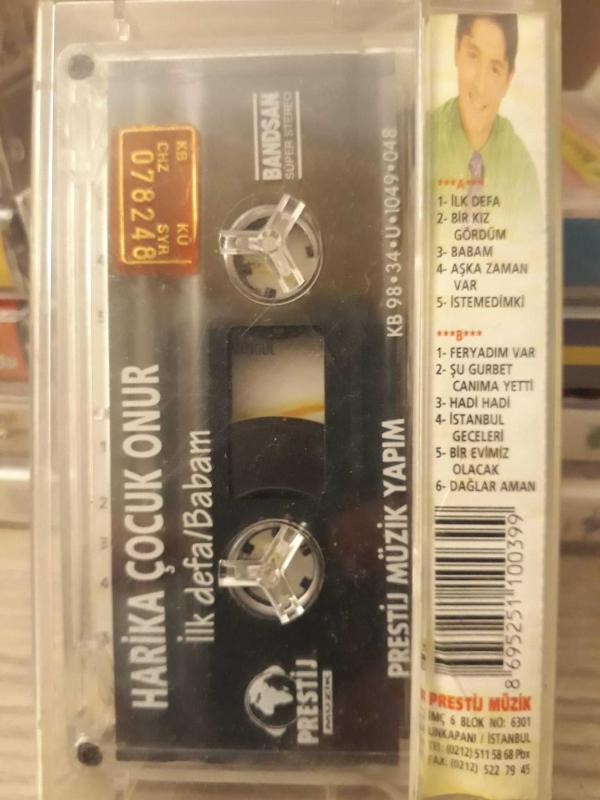 HARİKA ÇOCUK ONUR
İlk defa/Babam
PRESTİJ
MÜZİK
PRESTİJ MÜZİK YAPIM
KB 98•34•U•1049•048
BANDSAN
SUPER STEREO
KB KÜ
CHZ SYR
078248
***A***
1- İLK DEFA
2- BİR KIZ
GÖRDÜM
3- BABAM
4- AŞKA ZAMAN
VAR
5- İSTEMEDİMKİ
***B***
1- FERYADIM VAR
2- ŞU GURBET
CANIMA YETTİ
3- HADİ HADİ
4- İSTANBUL
GECELERİ
5- BİR EVİMİZ
OLACAK
6- DAĞLAR AMAN
8 695251 100399
PRESTİJ MÜZİK
İMÇ 6 BLOK NO: 6301
UNKAPANI / İSTANBUL
TEL: (0212) 511 58 68 Pbx
FAX: (0212) 522 79 45